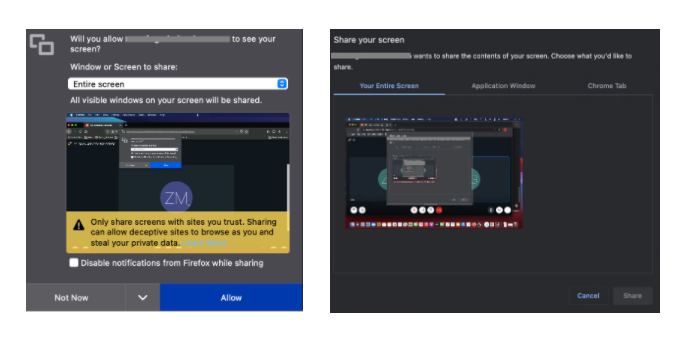 Will you allow
to see your
screen?
Window or Screen to share:
Entire screen
All visible windows on your screen will be shared.
ZM
Only share screens with sites you trust. Sharing
can allow deceptive sites to browse as you and
steal your private data.
Disable notifications from Firefox while sharing
Not Now
Allow
Share your screen
wants to share the contents of your screen. Choose what you'd like to
share.
Your Entire Screen
Application Window
Chrome Tab
Cancel
Share